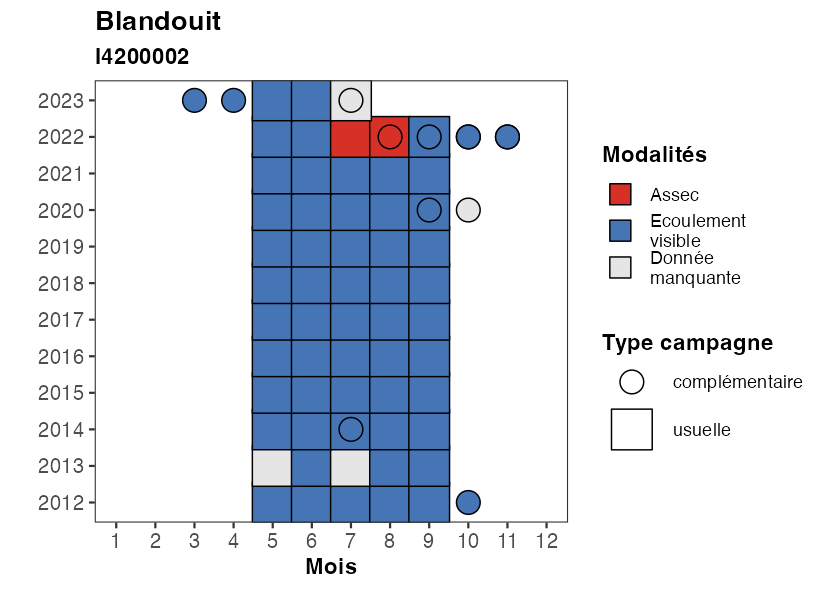 Blandouit
I4200002
2023
2022
2021
2020
2019
2018
2017
2016
2015
2014
2013
2012
1 2 3 4 5 6 7 8 9 10 11 12
Mois
Modalités
Assec
Ecoulement
visible
Donnée
manquante
Type campagne
complémentaire
usuelle